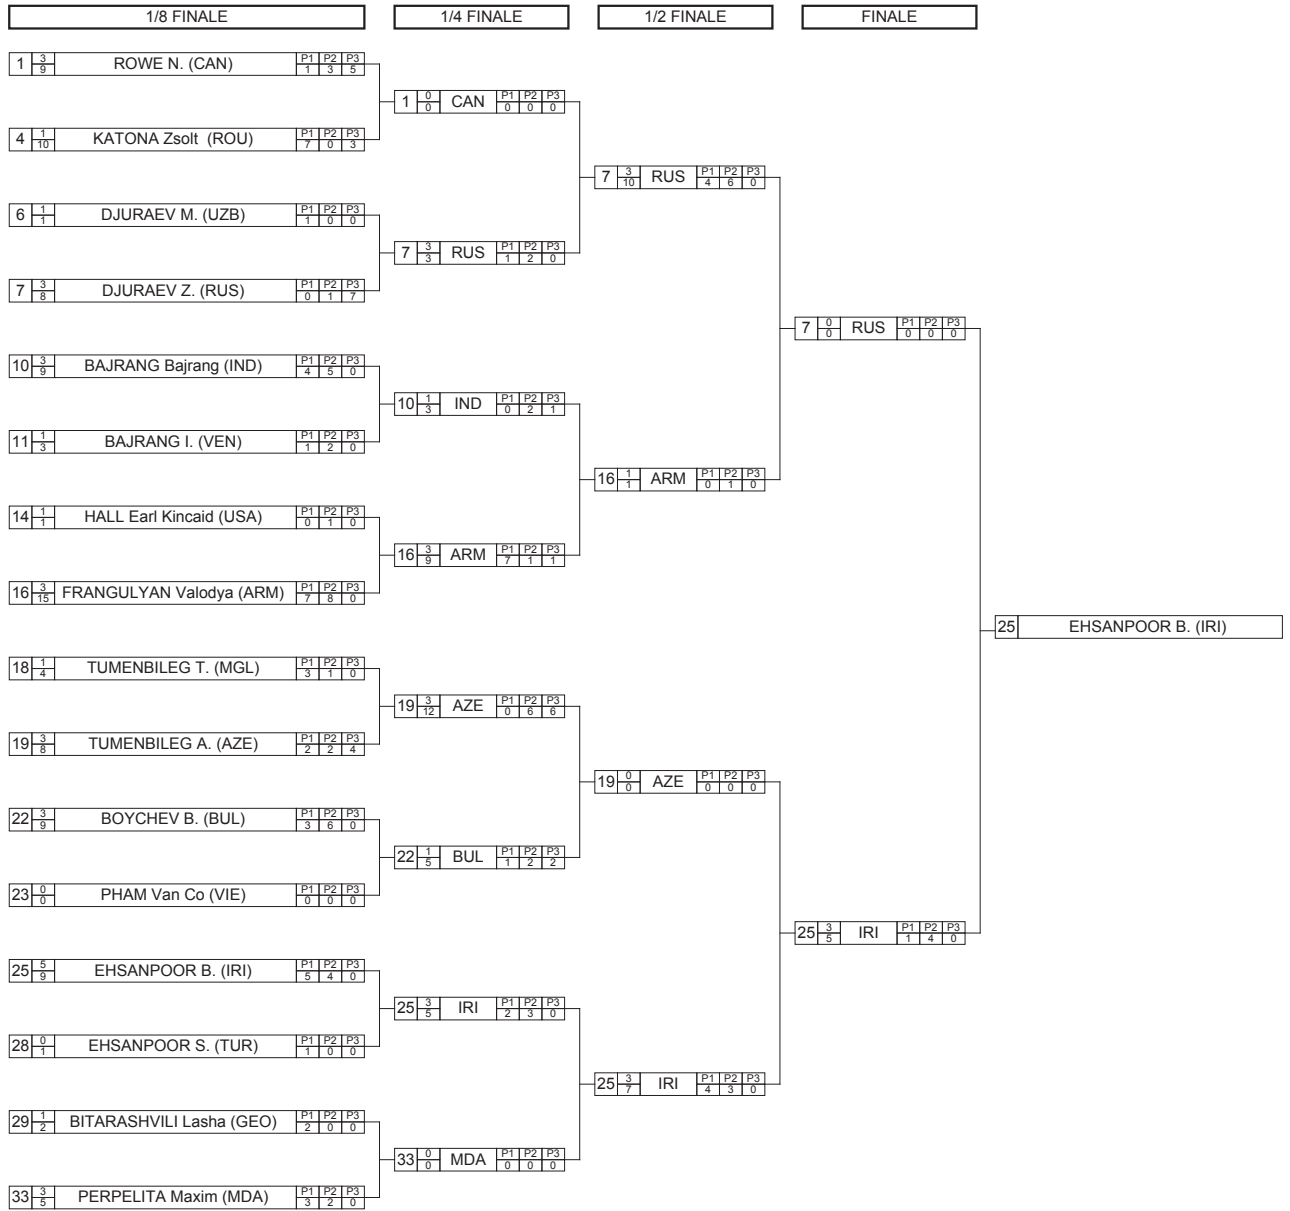 1/8 FINALE 1/4 FINALE 1/2 FINALE FINALE
1 3 9 ROWE N. (CAN) P1 P2 P3 1 3 5
1 0 0 CAN P1 P2 P3 0 0 0
4 1 10 KATONA Zsolt (ROU) P1 P2 P3 7 0 3
7 3 10 RUS P1 P2 P3 4 6 0
6 1 1 DJURAEV M. (UZB) P1 P2 P3 1 0 0
7 3 3 RUS P1 P2 P3 1 2 0
7 3 8 DJURAEV Z. (RUS) P1 P2 P3 0 1 7
7 0 0 RUS P1 P2 P3 0 0 0
10 3 9 BAJRANG Bajrang (IND) P1 P2 P3 4 5 0
10 1 3 IND P1 P2 P3 0 2 1
11 1 3 BAJRANG I. (VEN) P1 P2 P3 1 2 0
16 1 1 ARM P1 P2 P3 0 1 0
14 1 1 HALL Earl Kincaid (USA) P1 P2 P3 0 1 0
16 3 9 ARM P1 P2 P3 7 1 1
16 3 15 FRANGULYAN Valodya (ARM) P1 P2 P3 7 8 0
25 EHSANPOOR B. (IRI)
18 1 4 TUMENBILEG T. (MGL) P1 P2 P3 3 1 0
19 3 12 AZE P1 P2 P3 0 6 6
19 3 8 TUMENBILEG A. (AZE) P1 P2 P3 2 2 4
19 0 0 AZE P1 P2 P3 0 0 0
22 3 9 BOYCHEV B. (BUL) P1 P2 P3 3 6 0
22 1 5 BUL P1 P2 P3 1 2 2
23 0 0 PHAM Van Co (VIE) P1 P2 P3 0 0 0
25 3 5 IRI P1 P2 P3 1 4 0
25 5 9 EHSANPOOR B. (IRI) P1 P2 P3 5 4 0
25 3 5 IRI P1 P2 P3 2 3 0
28 0 1 EHSANPOOR S. (TUR) P1 P2 P3 1 0 0
25 3 7 IRI P1 P2 P3 4 3 0
29 1 2 BITARASHVILI Lasha (GEO) P1 P2 P3 2 0 0
33 0 0 MDA P1 P2 P3 0 0 0
33 3 5 PERPELITA Maxim (MDA) P1 P2 P3 3 2 0